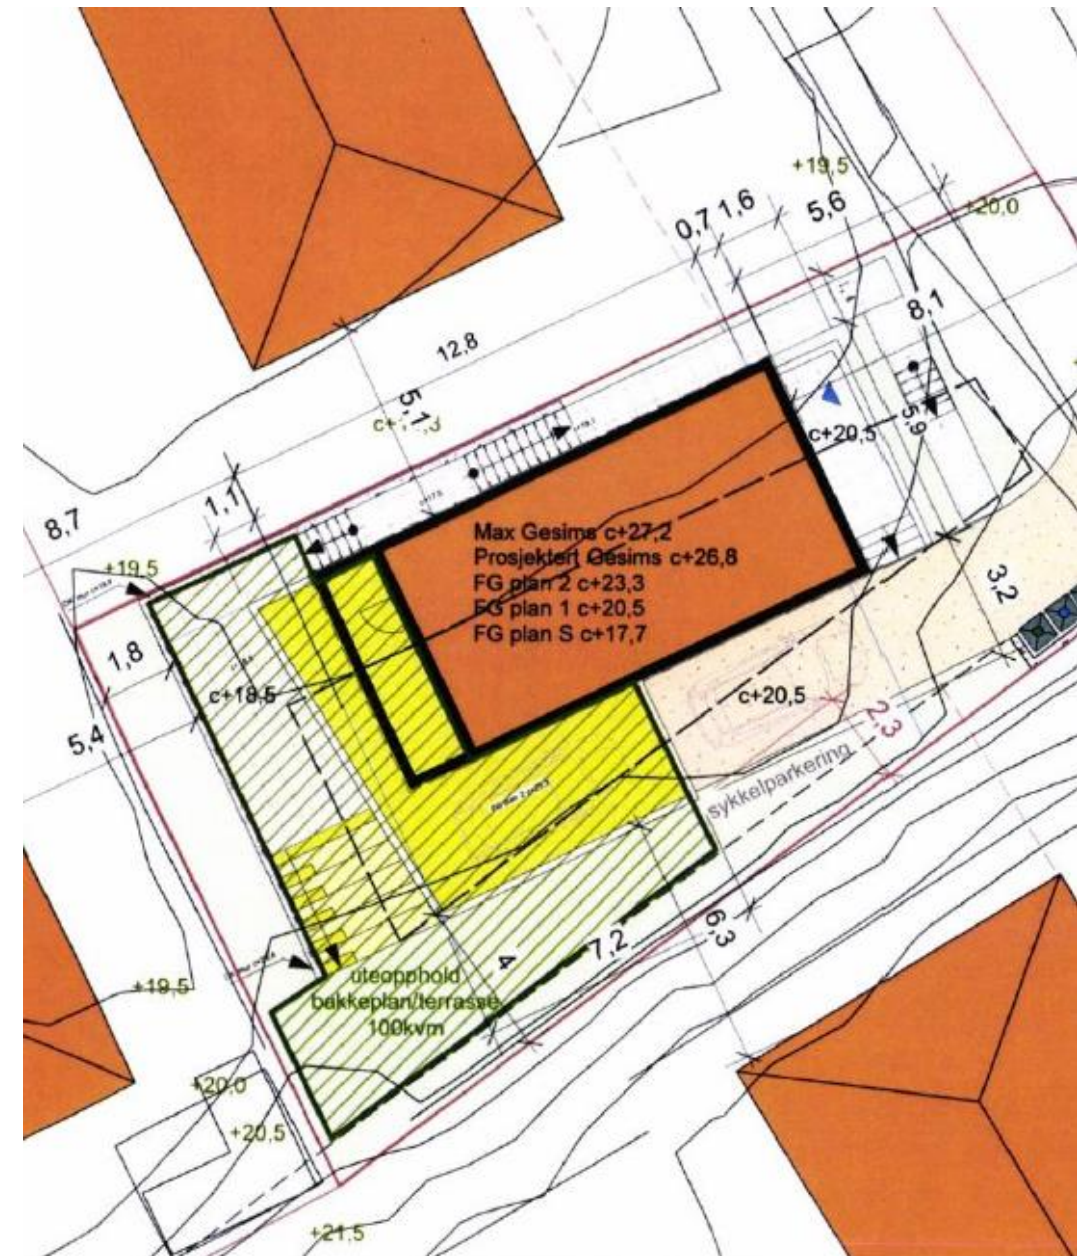 +19,5
+20,0
0,7
1,6
5,6
8,1
12,8
5,1
5,9
c+20,5
1,1
8,7
+19,5
Max Gesims c+27,2
Prosjektert Gesims c+26,8
FG plan 2 c+23,3
FG plan 1 c+20,5
FG plan S c+17,7
3,2
1,8
c+18,5
5,4
c+20,5
2,3
sykkelparkering
6,3
7,2
4
uteopphold
bakkeplan/terrasse
100kvm
+19,5
+20,0
+20,5
+21,5